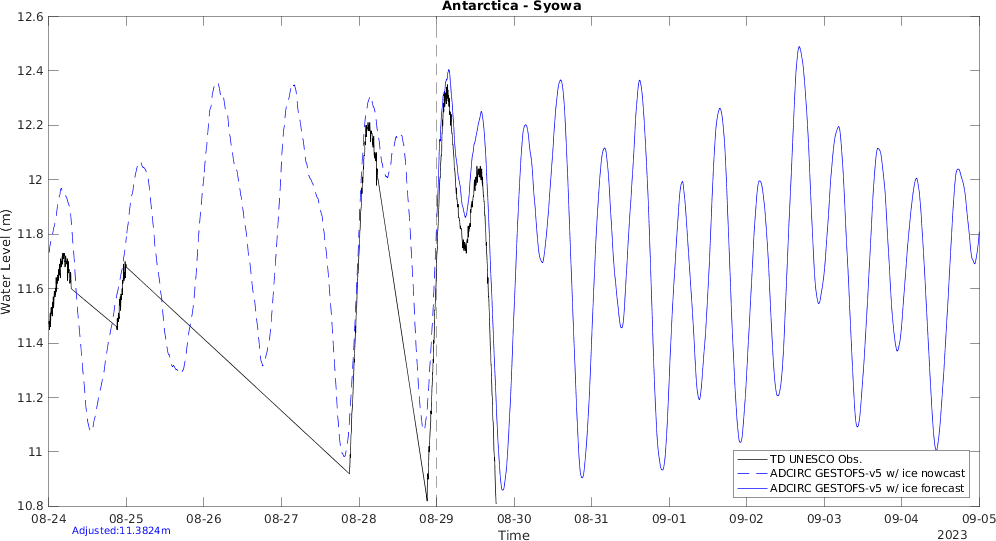 Antarctica - Syowa
Water Level (m)
12.6
12.4
12.2
12
11.8
11.6
11.4
11.2
11
10.8
TD UNESCO Obs.
ADCIRC GESTOFS-v5 w/ ice nowcast
ADCIRC GESTOFS-v5 w/ ice forecast
08-24 08-25 08-26 08-27 08-28 08-29 08-30 08-31 09-01 09-02 09-03 09-04 09-05
Adjusted:11.3824m
Time
2023